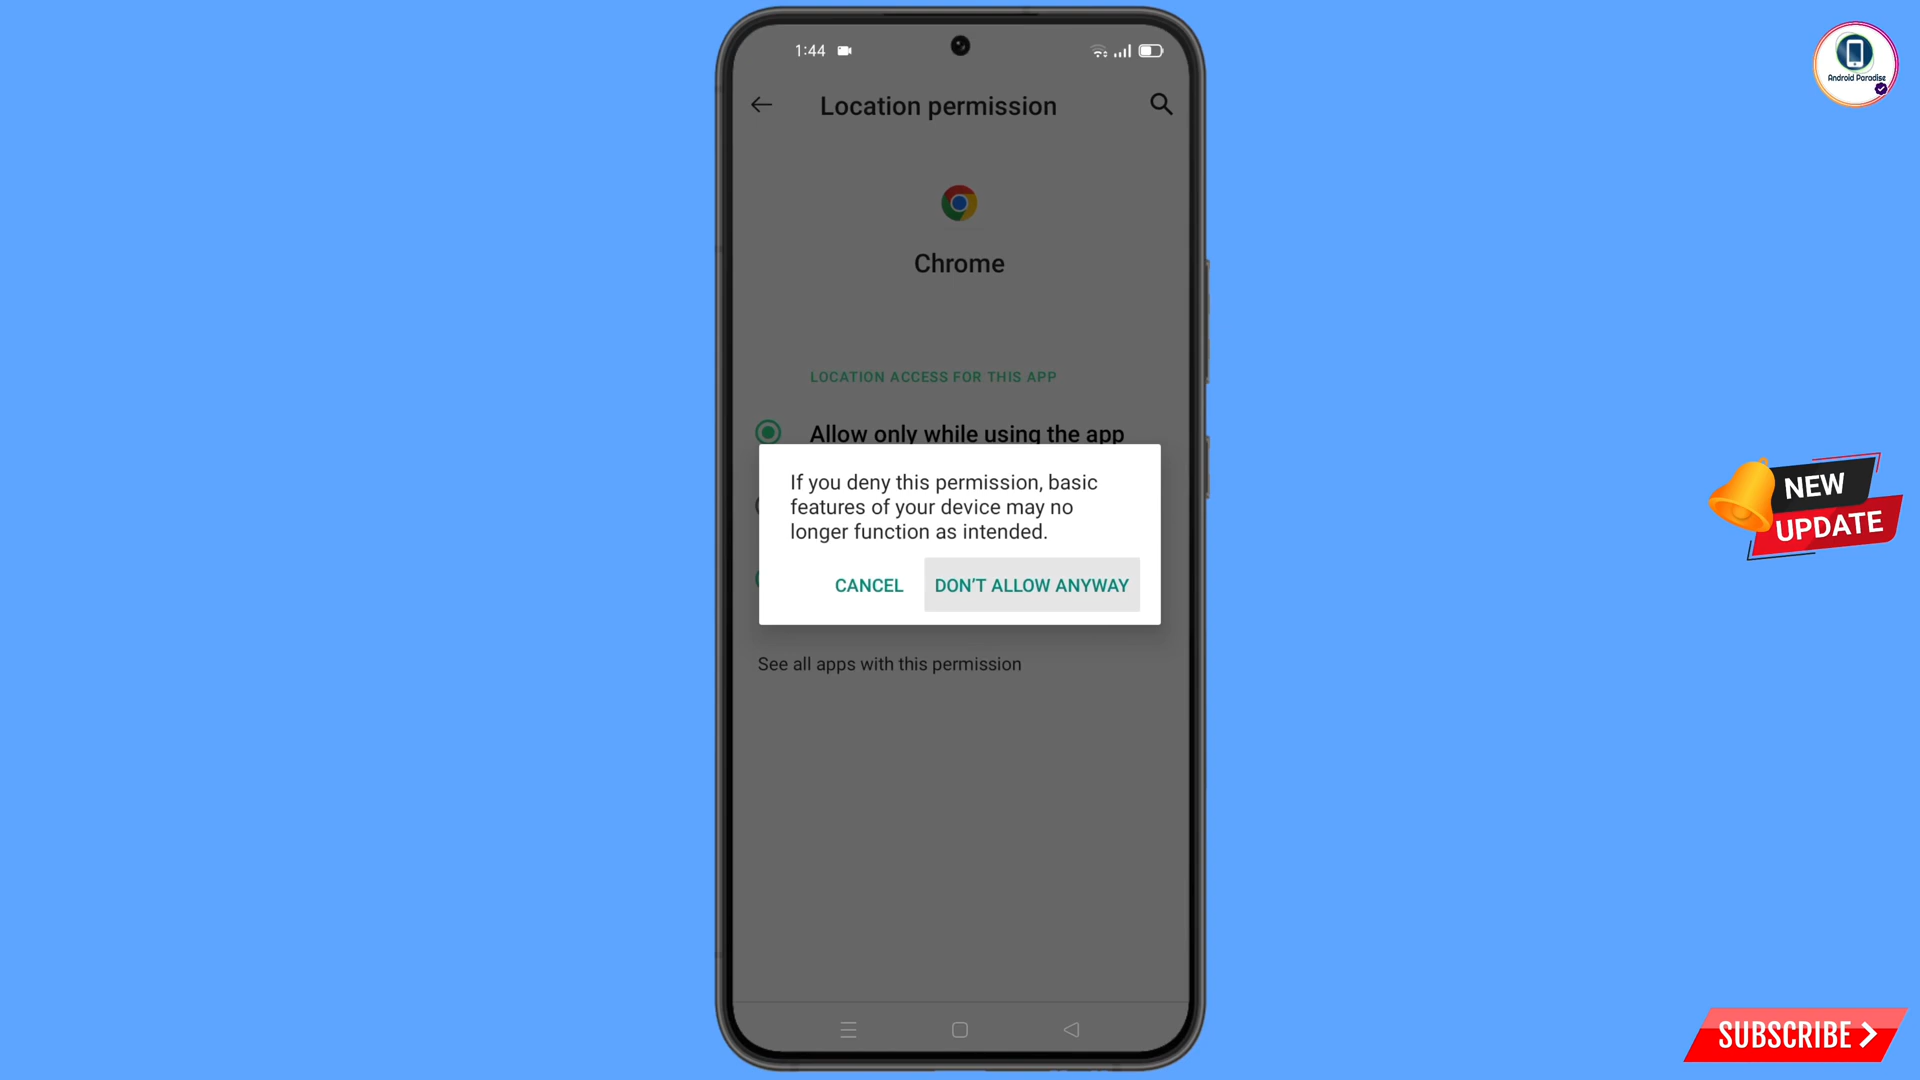 1:44
Android Paradise
Location permission
Chrome
LOCATION ACCESS FOR THIS APP
Allow only while using the app
If you deny this permission, basic
features of your device may no
longer function as intended.
CANCEL DON'T ALLOW ANYWAY
NEW
UPDATE
See all apps with this permission
SUBSCRIBE